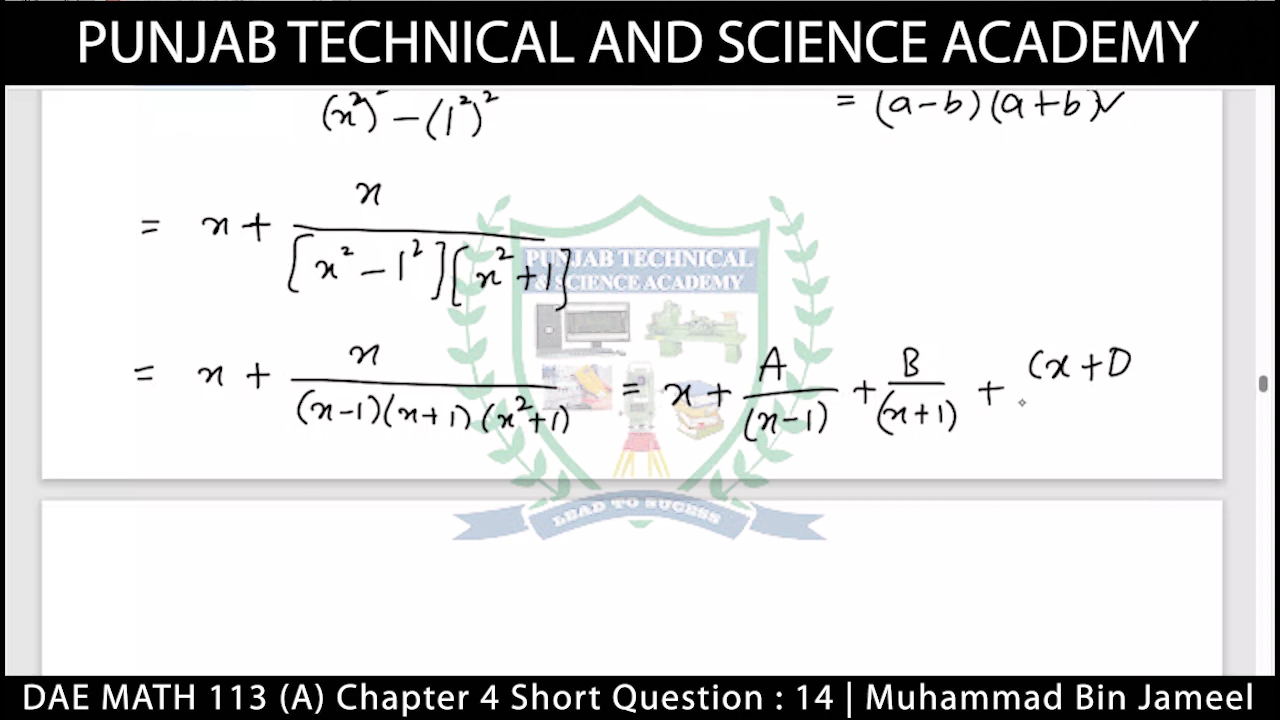 PUNJAB TECHNICAL AND SCIENCE ACADEMY
(x²)² - (1²)²
= (a-b)(a+b)✓
= x + x / [x² - 1²][x² + 1]
PUNJAB TECHNICAL
& SCIENCE ACADEMY
= x + x / (x-1)(x+1)(x²+1) = x + A / (x-1) + B / (x+1) + Cx+D
LEAD TO SUCESS
DAE MATH 113 (A) Chapter 4 Short Question : 14 | Muhammad Bin Jameel